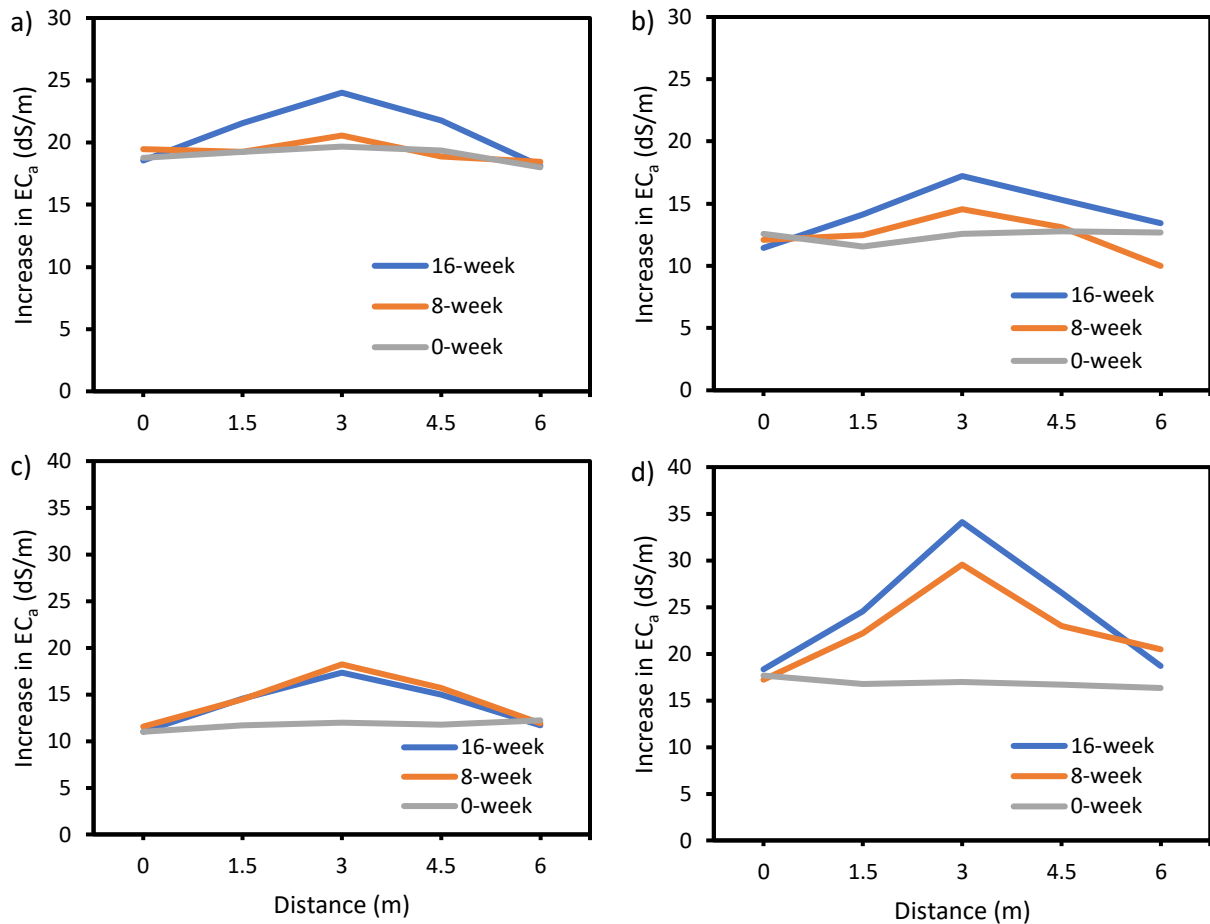 a)
Increase in ECa (dS/m)
30
25
20
15
10
5
0
16-week
8-week
0-week
0 1.5 3 4.5 6
b)
Increase in ECa (dS/m)
30
25
20
15
10
5
0
16-week
8-week
0-week
0 1.5 3 4.5 6
c)
Increase in ECa (dS/m)
40
35
30
25
20
15
10
5
0
16-week
8-week
0-week
0 1.5 3 4.5 6
Distance (m)
d)
Increase in ECa (dS/m)
40
35
30
25
20
15
10
5
0
16-week
8-week
0-week
0 1.5 3 4.5 6
Distance (m)